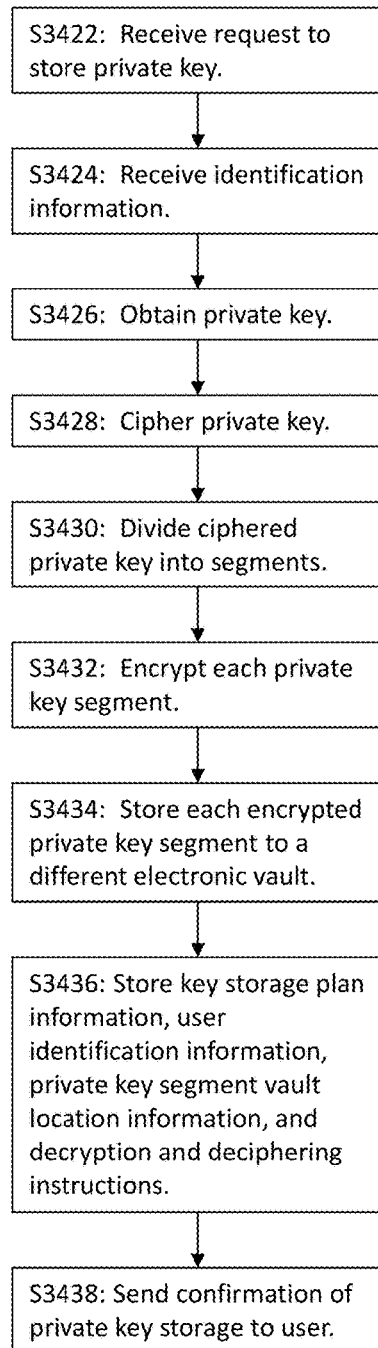 S3422: Receive request to
store private key.
S3424: Receive identification
information.
S3426: Obtain private key.
S3428: Cipher private key.
S3430: Divide ciphered
private key into segments.
S3432: Encrypt each private
key segment.
S3434: Store each encrypted
private key segment to a
different electronic vault.
S3436: Store key storage plan
information, user
identification information,
private key segment vault
location information, and
decryption and deciphering
instructions.
S3438: Send confirmation of
private key storage to user.